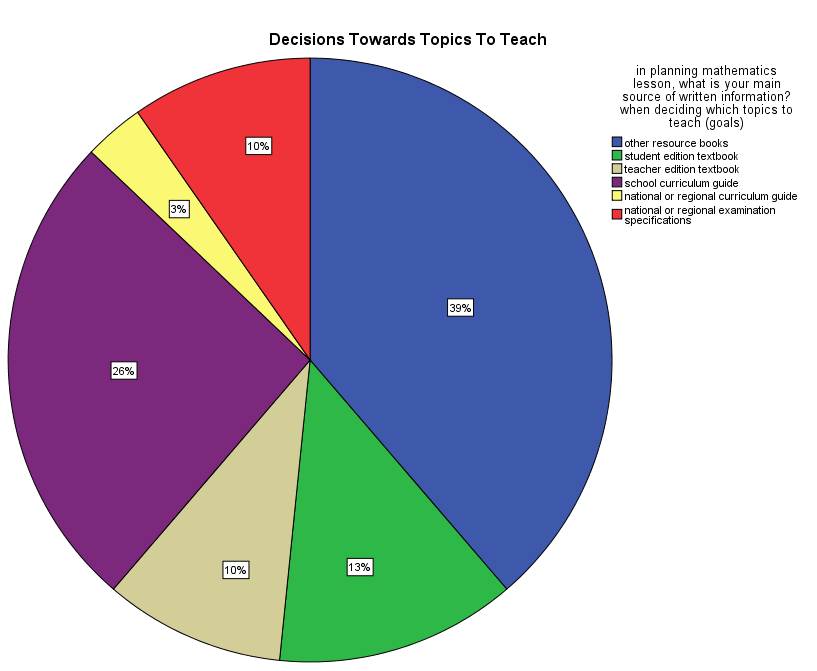 Decisions Towards Topics To Teach
in planning mathematics
lesson, what is your main
source of written information?
when deciding which topics to
teach (goals)
other resource books
student edition textbook
teacher edition textbook
school curriculum guide
national or regional curriculum guide
national or regional examination
specifications
10%
3%
39%
26%
13%
10%